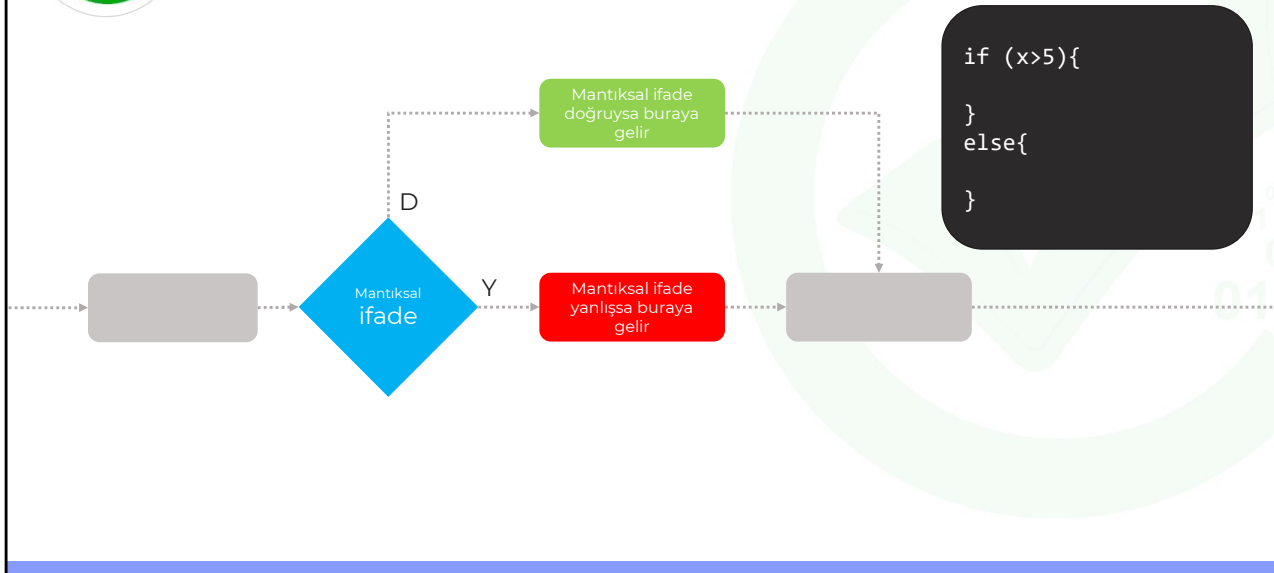 if (x>5){
}
else{
}
Mantıksal ifade
doğruysa buraya
gelir
D
Mantıksal
ifade
Y
Mantıksal ifade
yanlışsa buraya
gelir